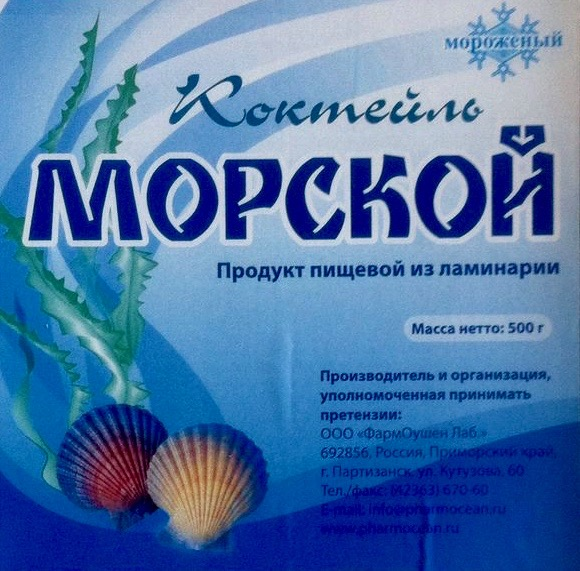 мороженый
Коктейль
МОРСКОЙ
Продукт пищевой из ламинарии
Масса нетто: 500 г
Производитель и организация,
уполномоченная принимать
претензии:
ООО «ФармОушен Лаб.»
692856, Россия, Приморский край,
г. Партизанск, ул. Кутузова, 60
Тел./факс: (42363) 670-60
E-mail: info@pharmocean.ru
www.pharmocean.ru